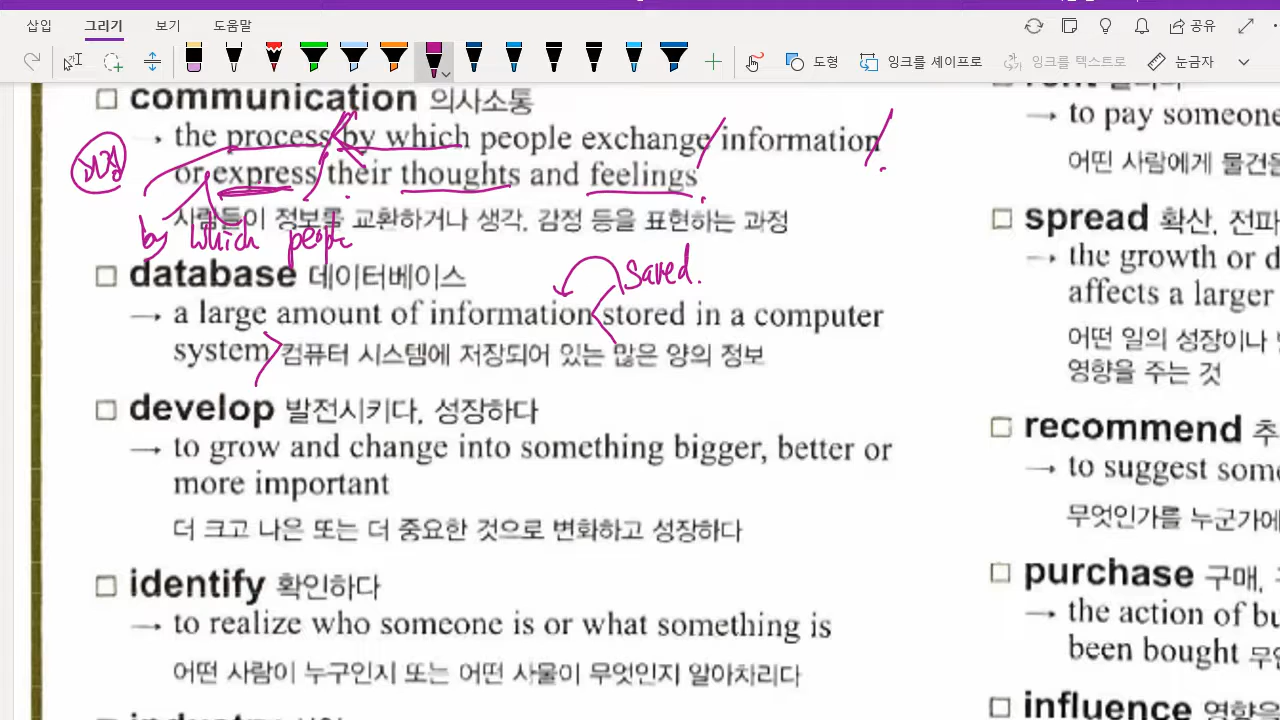 삽입 그리기 보기 도움말
공유
도형 잉크를 셰이프로 잉크를 텍스트로 눈금자
communication 의사소통
→ the process by which people exchange information
or express their thoughts and feelings
과정
사람들이 정보를 교환하거나 생각, 감정 등을 표현하는 과정
by which people
database 데이터베이스
saved.
→ a large amount of information stored in a computer
system 컴퓨터 시스템에 저장되어 있는 많은 양의 정보
develop 발전시키다, 성장하다
→ to grow and change into something bigger, better or
more important
더 크고 나은 또는 더 중요한 것으로 변화하고 성장하다
identify 확인하다
→ to realize who someone is or what something is
어떤 사람이 누구인지 또는 어떤 사물이 무엇인지 알아차리다
→ to pay someone
어떤 사람에게 물건을
spread 확산, 전파
→ the growth or d
affects a larger
어떤 일의 성장이나
영향을 주는 것
recommend 추
→ to suggest som
무엇인가를 누군가에
purchase 구매,
→ the action of bu
been bought 무엇
influence 영향을